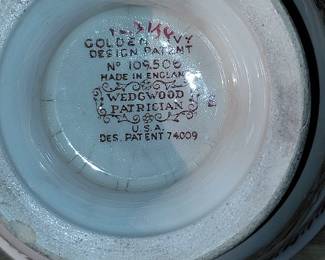 GOLDEN IVY
DESIGN PATENT
Nº 109,506
MADE IN ENGLAND
WEDGWOOD
PATRICIAN
U.S.A.
DES. PATENT 74009